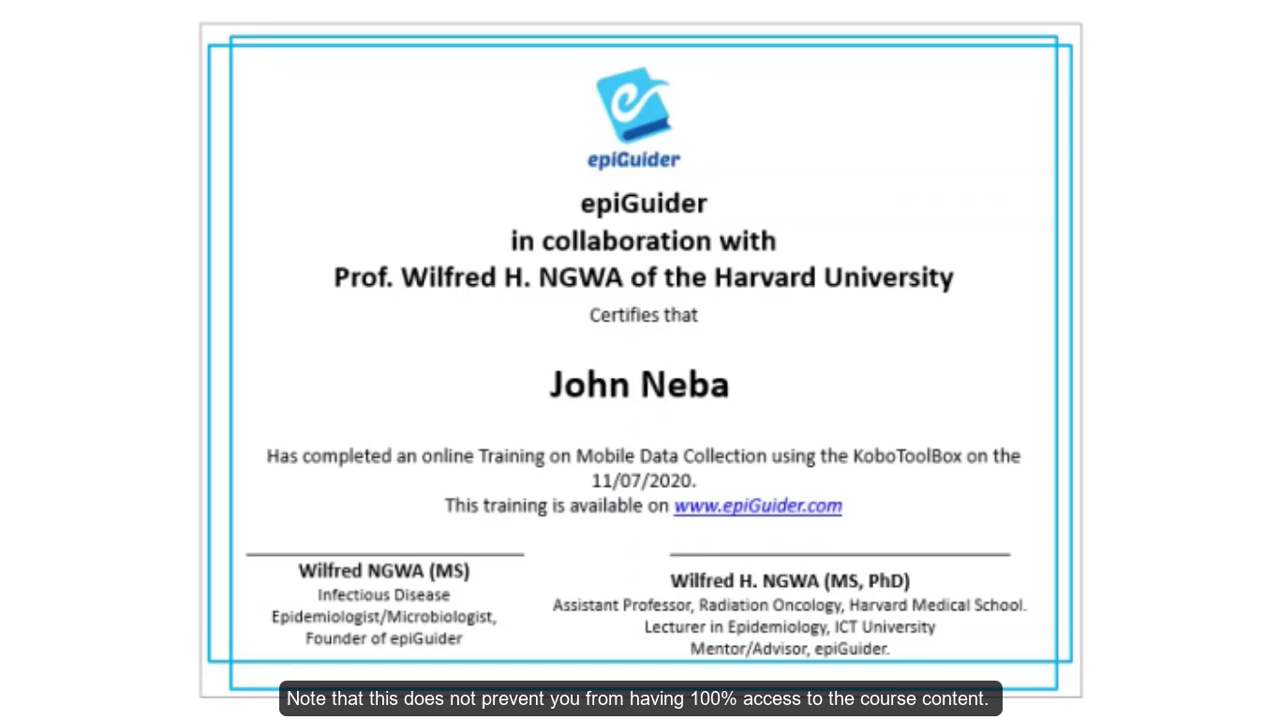 epiGuider
epiGuider
in collaboration with
Prof. Wilfred H. NGWA of the Harvard University
Certifies that
John Neba
Has completed an online Training on Mobile Data Collection using the KoboToolBox on the
11/07/2020.
This training is available on www.epiGuider.com
Wilfred NGWA (MS)
Infectious Disease
Epidemiologist/Microbiologist,
Founder of epiGuider
Wilfred H. NGWA (MS, PhD)
Assistant Professor, Radiation Oncology, Harvard Medical School.
Lecturer in Epidemiology, ICT University
Mentor/Advisor, epiGuider.
Note that this does not prevent you from having 100% access to the course content.